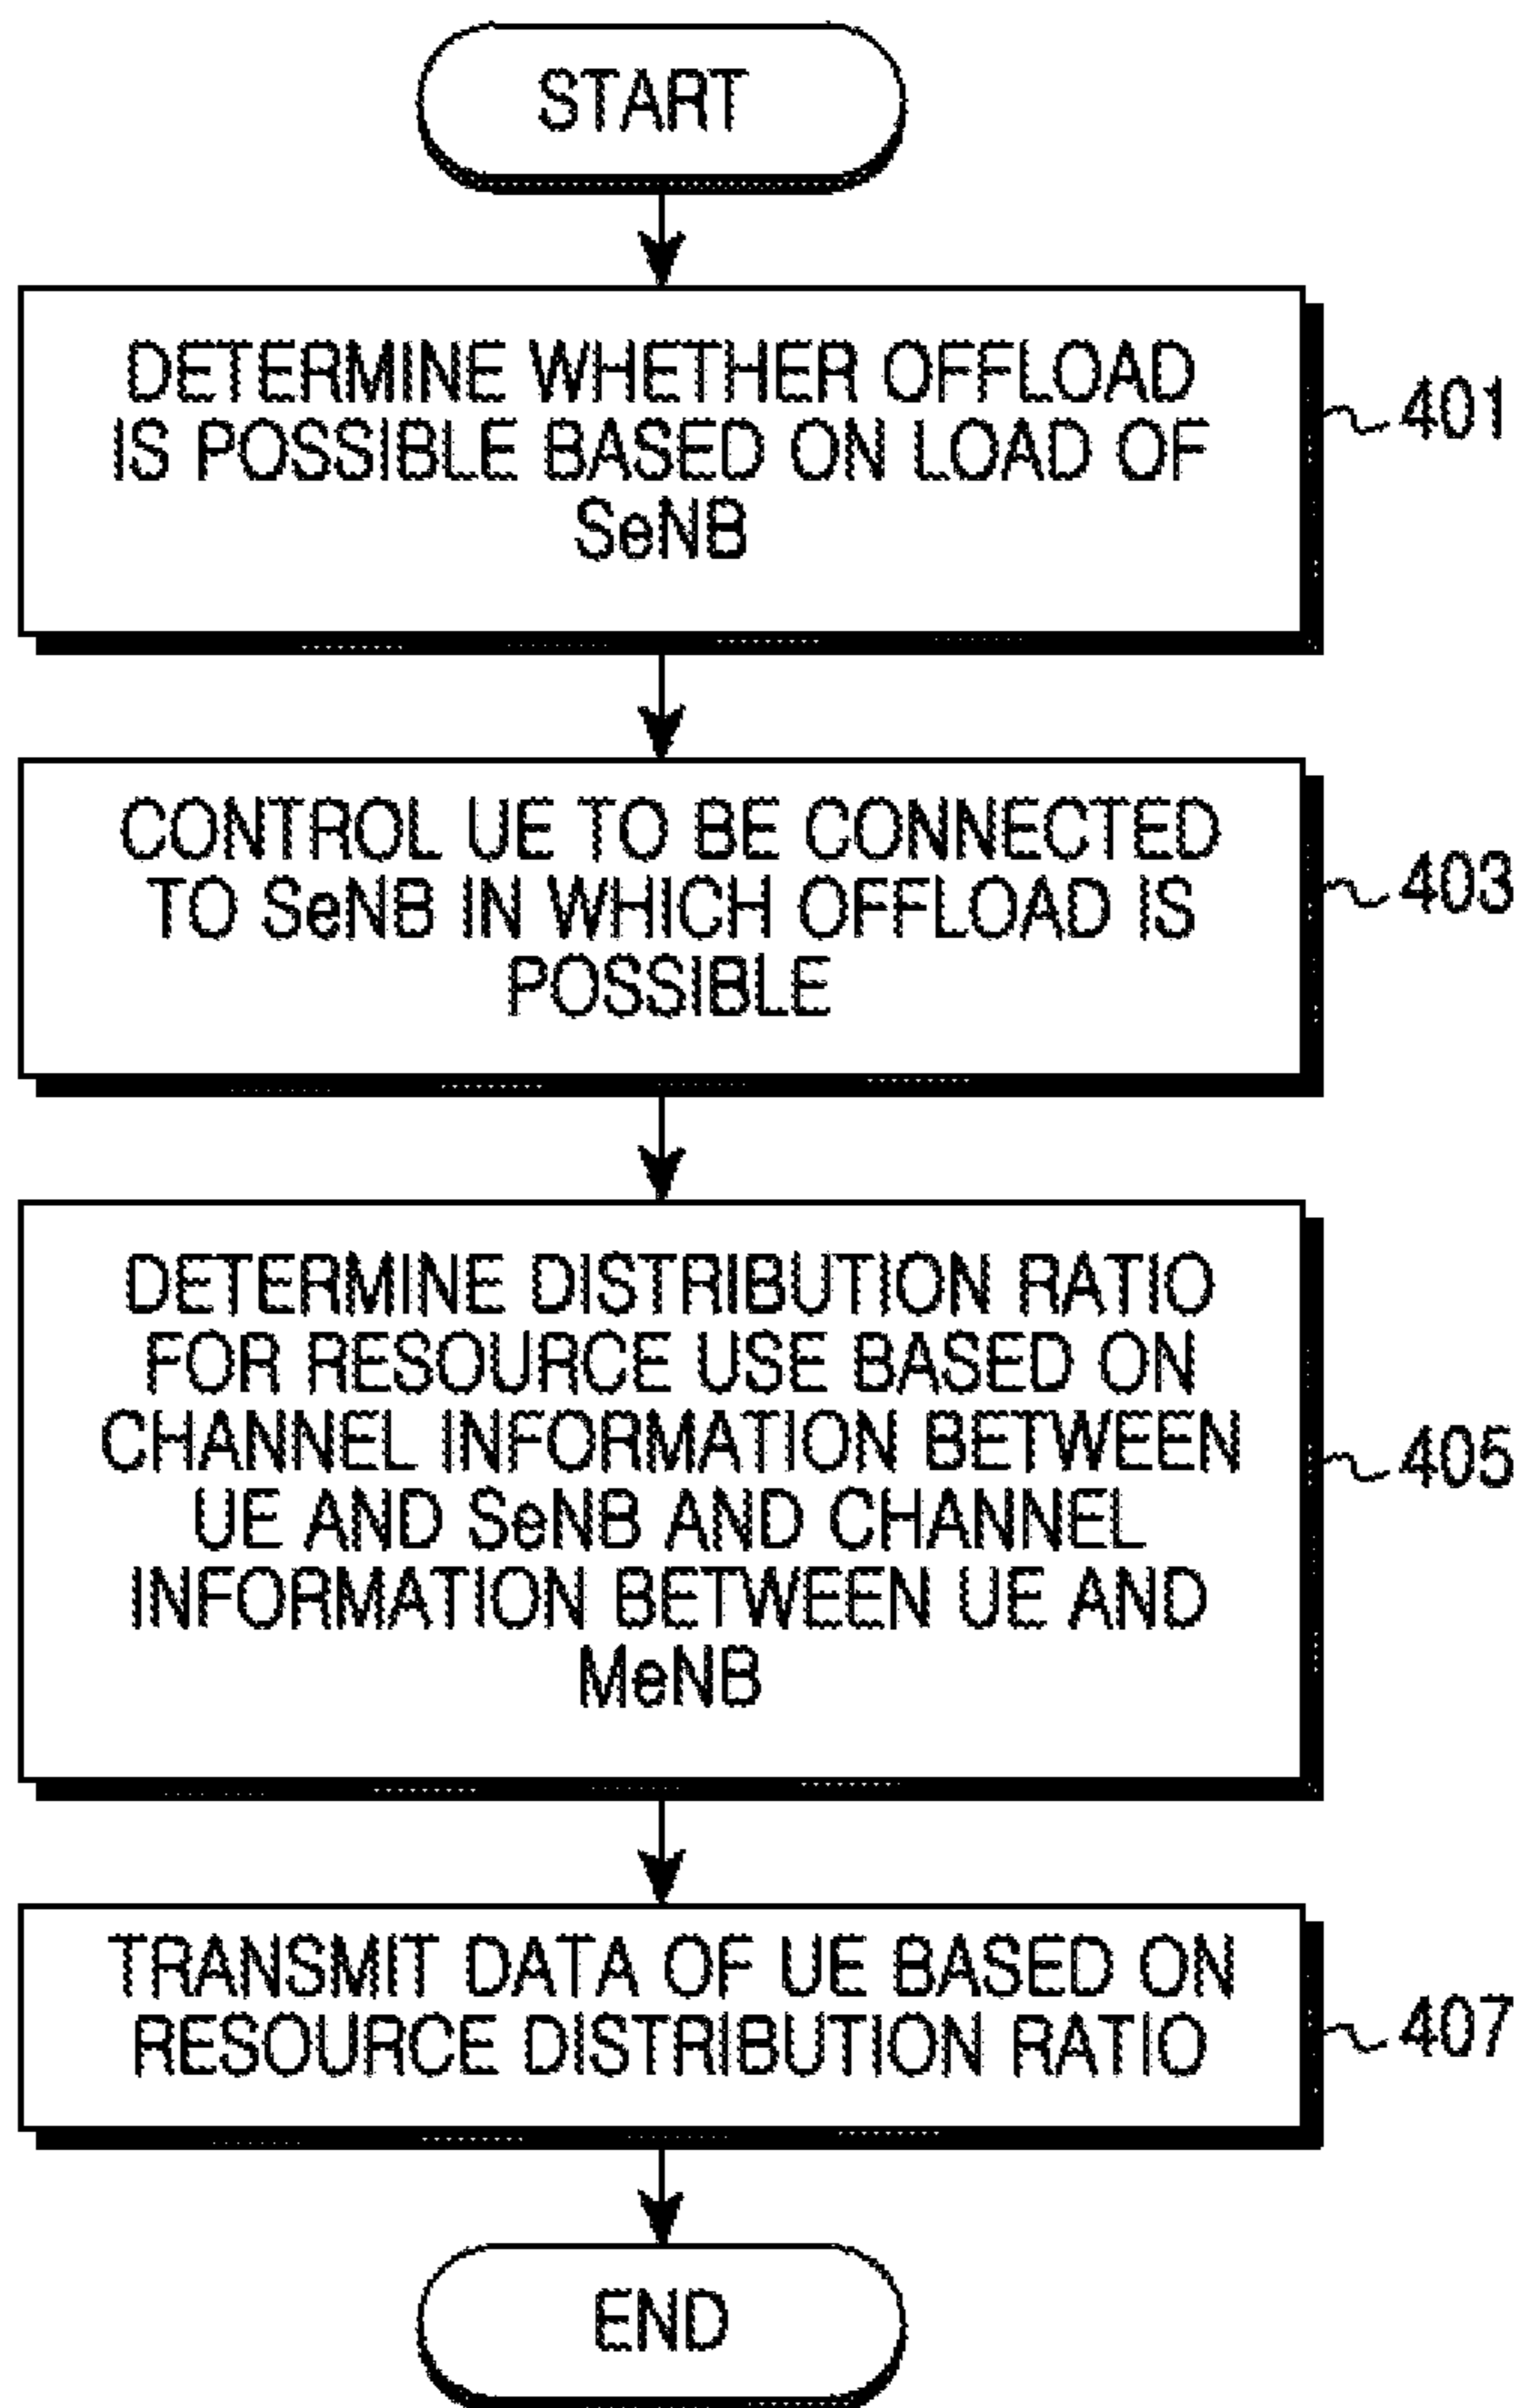 START
DETERMINE WHETHER OFFLOAD
IS POSSIBLE BASED ON LOAD OF
SeNB
401
CONTROL UE TO BE CONNECTED
TO SeNB IN WHICH OFFLOAD IS
POSSIBLE
403
DETERMINE DISTRIBUTION RATIO
FOR RESOURCE USE BASED ON
CHANNEL INFORMATION BETWEEN
UE AND SeNB AND CHANNEL
INFORMATION BETWEEN UE AND
MeNB
405
TRANSMIT DATA OF UE BASED ON
RESOURCE DISTRIBUTION RATIO
407
END